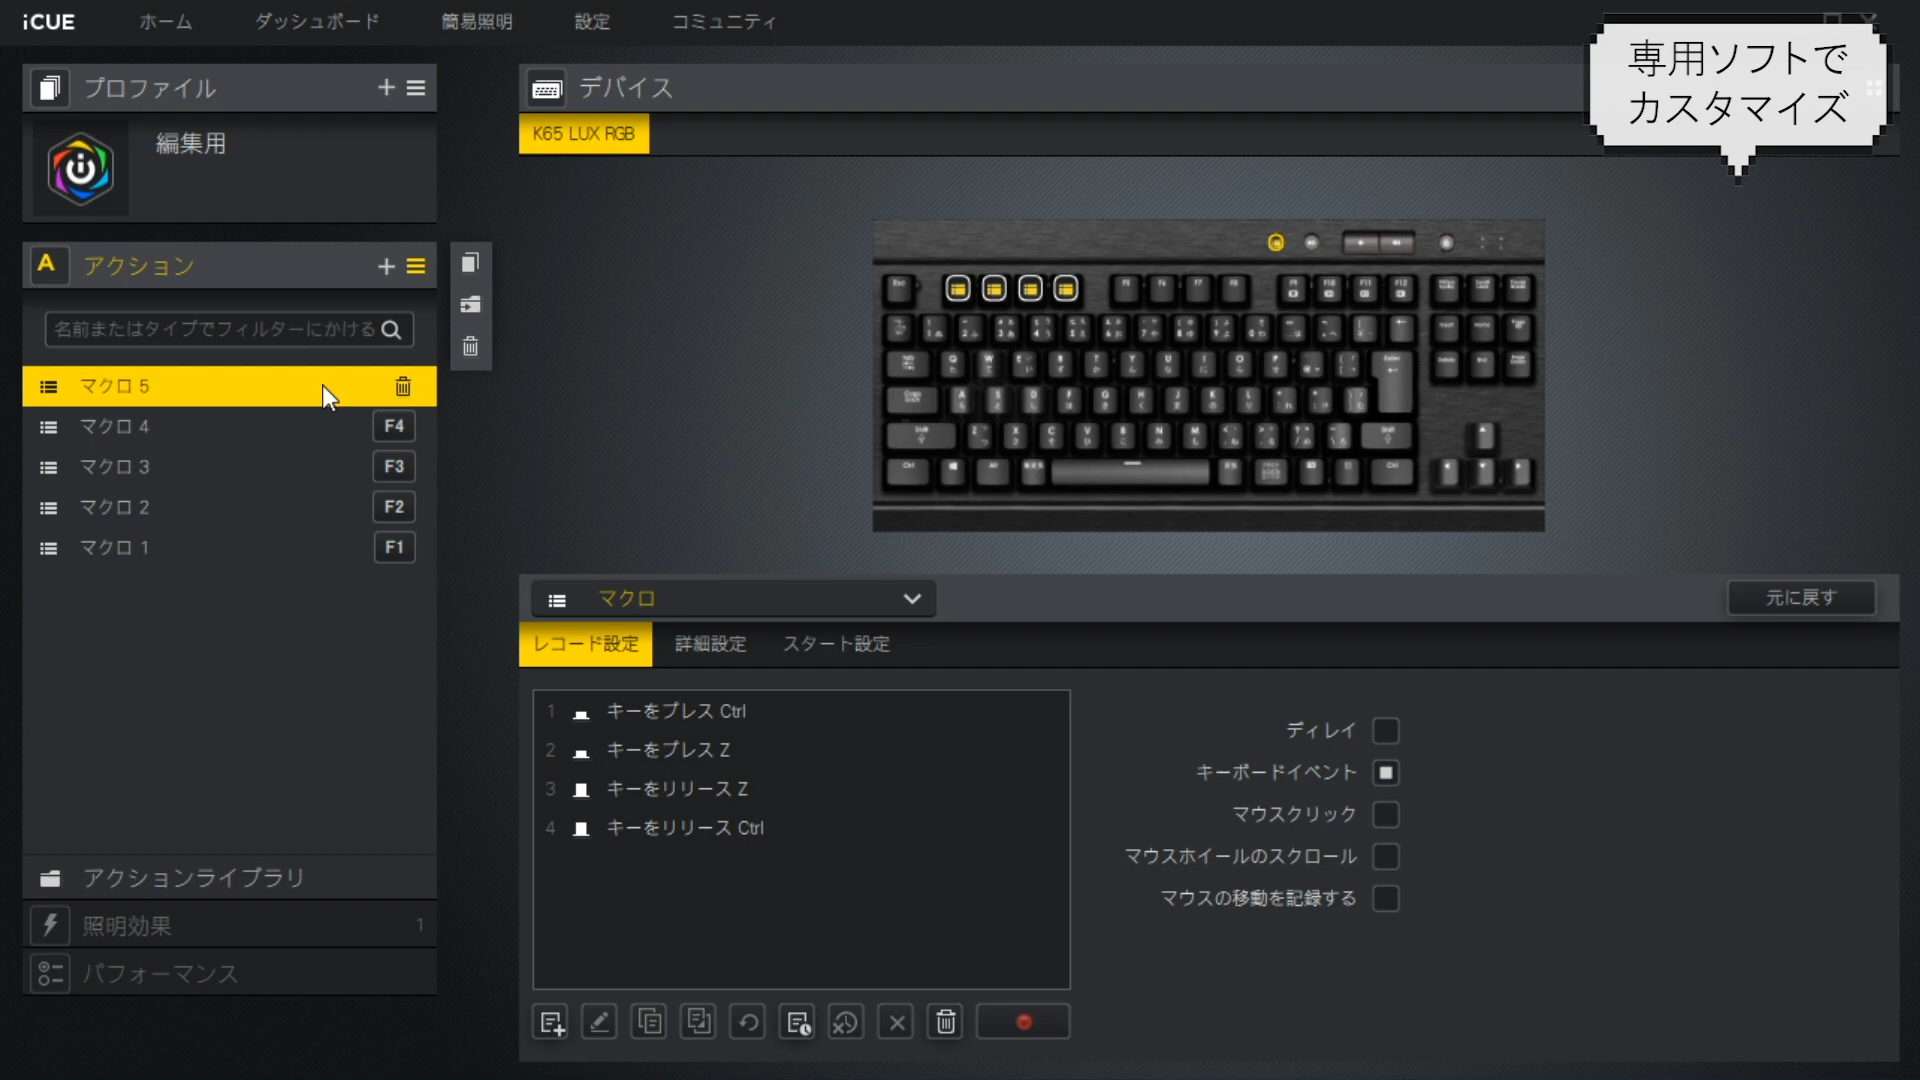 iCUE
ホーム
ダッシュボード
簡易照明
設定
コミュニティ
専用ソフトで
カスタマイズ
プロファイル
編集用
デバイス
K65 LUX RGB
A
アクション
名前またはタイプでフィルターにかける
マクロ 5
マクロ 4
F4
マクロ 3
F3
マクロ 2
F2
マクロ 1
F1
アクションライブラリ
照明効果
1
パフォーマンス
マクロ
元に戻す
レコード設定
詳細設定
スタート設定
1 キーをプレス Ctrl
2 キーをプレス Z
3 キーをリリース Z
4 キーをリリース Ctrl
ディレイ
キーボードイベント
マウスクリック
マウスホイールのスクロール
マウスの移動を記録する